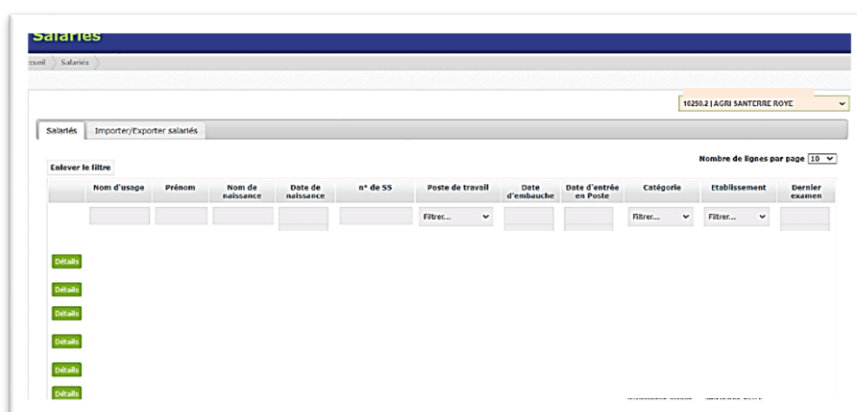 Salariés
cueil Salariés
10250.2 | AGRI SANTERRE ROYE
Salariés Importer/Exporter salariés
Nombre de lignes par page 10
Enlever le filtre
Nom d'usage Prénom Nom de naissance Date de naissance n° de SS Poste de travail Date d'embauche Date d'entrée en Poste Catégorie Etablissement Dernier examen
Filtrer... Filtrer... Filtrer...
Détails
Détails
Détails
Détails
Détails
Détails